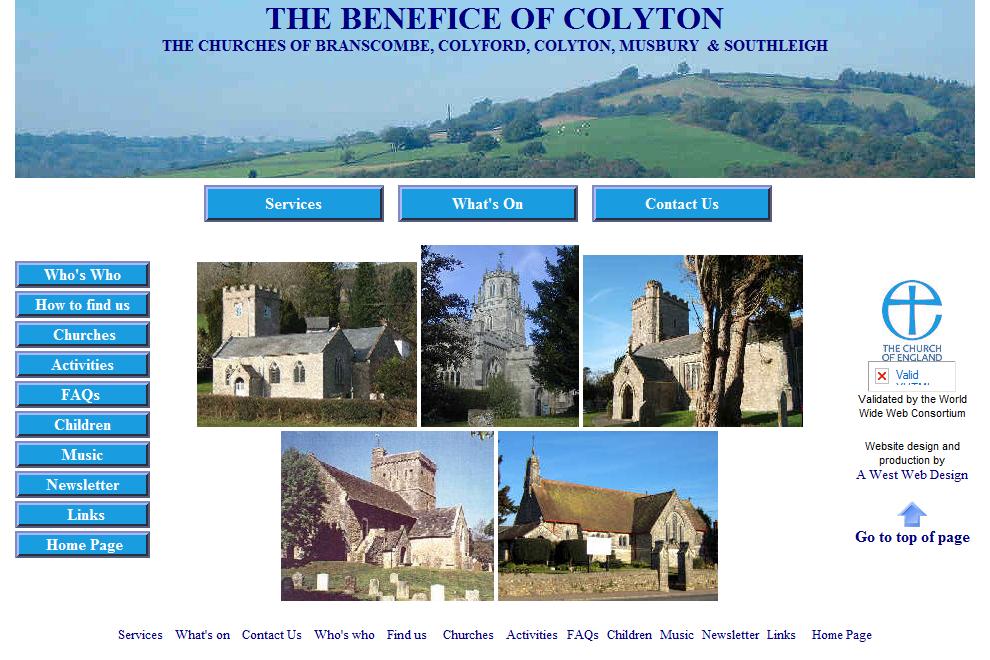 THE BENEFICE OF COLYTON
THE CHURCHES OF BRANSCOMBE, COLYFORD, COLYTON, MUSBURY & SOUTHLEIGH
Services
What's On
Contact Us
Who's Who
How to find us
Churches
Activities
FAQs
Children
Music
Newsletter
Links
Home Page
THE CHURCH
OF ENGLAND
Valid
Validated by the World
Wide Web Consortium
Website design and
production by
A West Web Design
Go to top of page
Services What's on Contact Us Who's who Find us Churches Activities FAQs Children Music Newsletter Links Home Page